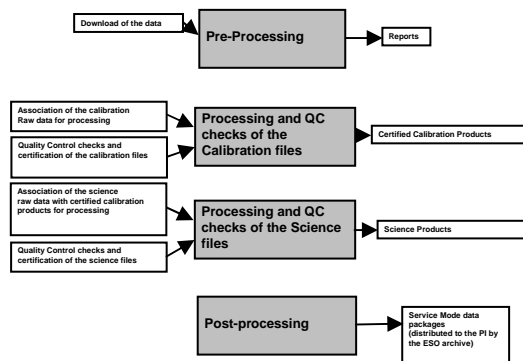 Download of the data
Pre-Processing
Reports
Association of the calibration
Raw data for processing
Quality Control checks and
certification of the calibration files
Processing and QC
checks of the
Calibration files
Certified Calibration Products
Association of the science
raw data with certified calibration
products for processing
Quality Control checks and
certification of the science files
Processing and QC
checks of the Science
files
Science Products
Post-processing
Service Mode data
packages
(distributed to the PI by
the ESO archive)